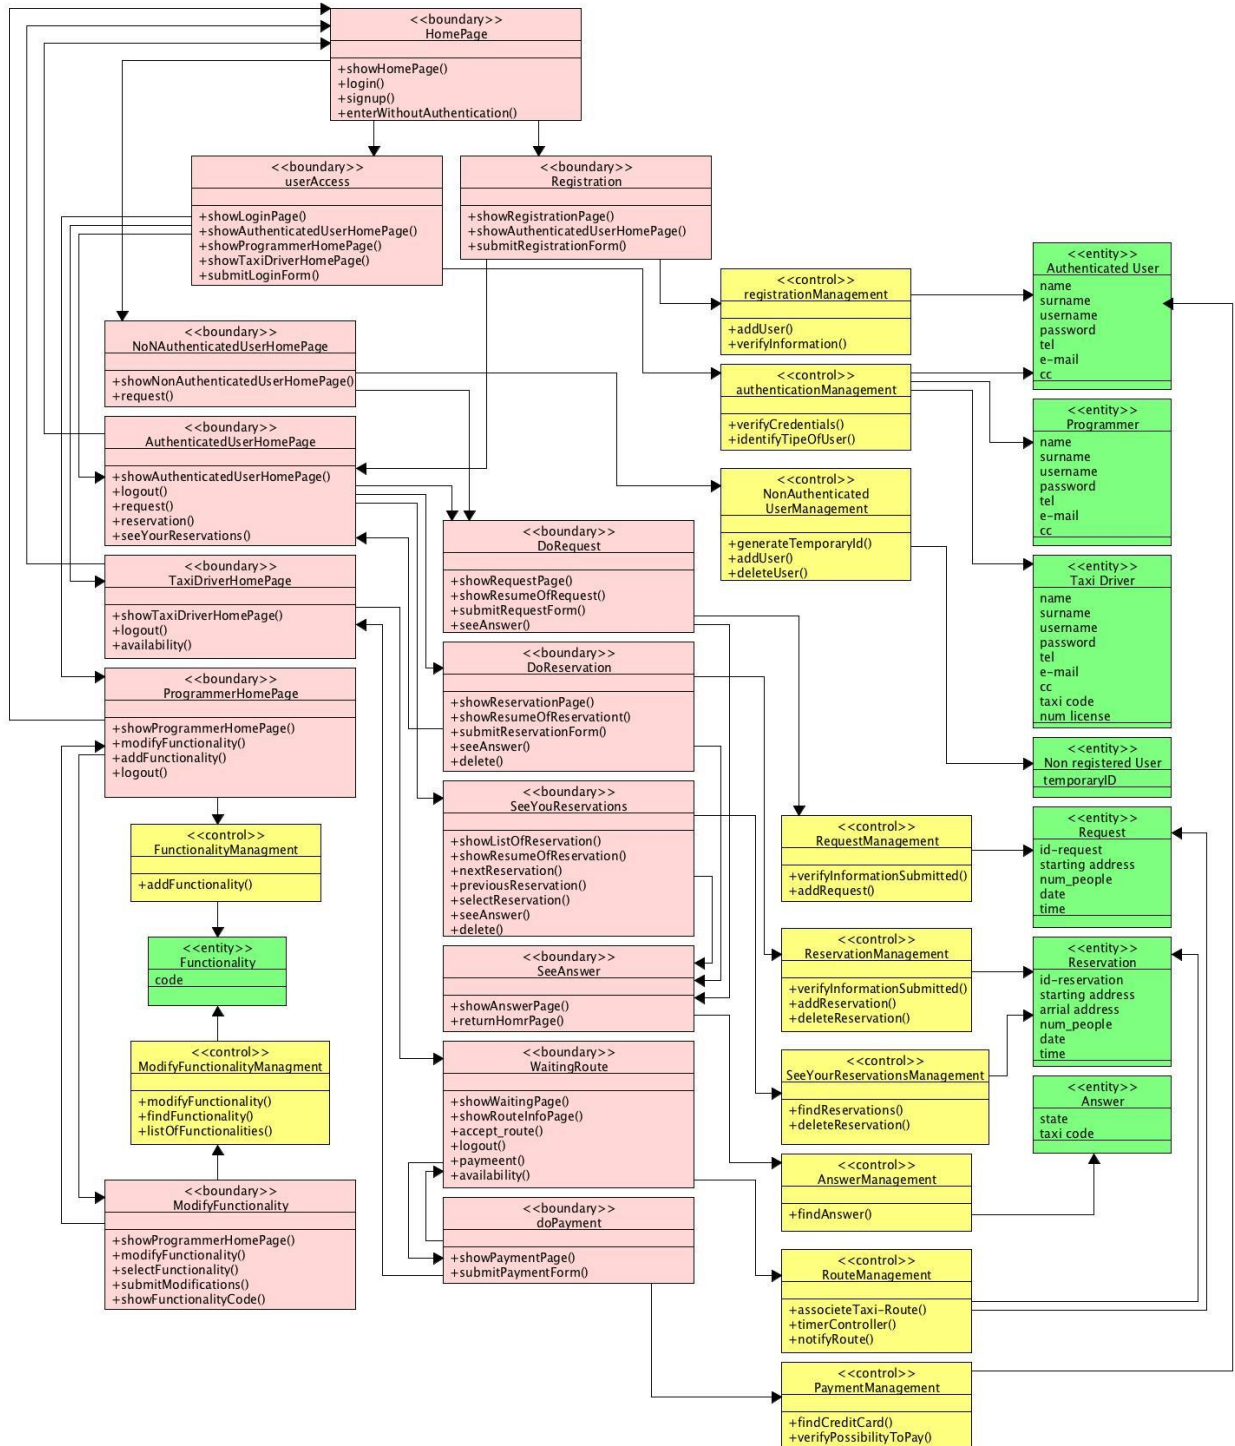 <<boundary>>
HomePage
+showHomePage()
+login()
+signup()
+enterWithoutAuthentication()
<<boundary>>
userAccess
+showLoginPage()
+showAuthenticatedUserHomePage()
+showProgrammerHomePage()
+showTaxiDriverHomePage()
+submitLoginForm()
<<boundary>>
Registration
+showRegistrationPage()
+showAuthenticatedUserHomePage()
+submitRegistrationForm()
<<boundary>>
NoNAuthenticatedUserHomePage
+showNonAuthenticatedUserHomePage()
+request()
<<boundary>>
AuthenticatedUserHomePage
+showAuthenticatedUserHomePage()
+logout()
+request()
+reservation()
+seeYourReservations()
<<boundary>>
TaxiDriverHomePage
+showTaxiDriverHomePage()
+logout()
+availability()
<<boundary>>
ProgrammerHomePage
+showProgrammerHomePage()
+modifyFunctionality()
+addFunctionality()
+logout()
<<control>>
FunctionalityManagment
+addFunctionality()
<<entity>>
Functionality
code
<<control>>
ModifyFunctionalityManagment
+modifyFunctionality()
+findFunctionality()
+listOfFunctionalities()
<<boundary>>
ModifyFunctionality
+showProgrammerHomePage()
+modifyFunctionality()
+selectFunctionality()
+submitModifications()
+showFunctionalityCode()
<<boundary>>
DoRequest
+showRequestPage()
+showResumeOfRequest()
+submitRequestForm()
+seeAnswer()
<<boundary>>
DoReservation
+showReservationPage()
+showResumeOfReservationt()
+submitReservationForm()
+seeAnswer()
+delete()
<<boundary>>
SeeYouReservations
+showListOfReservation()
+showResumeOfReservation()
+nextReservation()
+previousReservation()
+selectReservation()
+seeAnswer()
+delete()
<<boundary>>
SeeAnswer
+showAnswerPage()
+returnHomrPage()
<<boundary>>
WaitingRoute
+showWaitingPage()
+showRouteInfoPage()
+accept_route()
+logout()
+paymeent()
+availability()
<<boundary>>
doPayment
+showPaymentPage()
+submitPaymentForm()
<<control>>
registrationManagement
+addUser()
+verifyInformation()
<<control>>
authenticationManagement
+verifyCredentials()
+identifyTipeOfUser()
<<control>>
NonAuthenticated
UserManagement
+generateTemporaryId()
+addUser()
+deleteUser()
<<control>>
RequestManagement
+verifyInformationSubmitted()
+addRequest()
<<control>>
ReservationManagement
+verifyInformationSubmitted()
+addReservation()
+deleteReservation()
<<control>>
SeeYourReservationsManagement
+findReservations()
+deleteReservation()
<<control>>
AnswerManagement
+findAnswer()
<<control>>
RouteManagement
+associeteTaxi-Route()
+timerController()
+notifyRoute()
<<control>>
PaymentManagement
+findCreditCard()
+verifyPossibilityToPay()
<<entity>>
Authenticated User
name
surname
username
password
tel
e-mail
cc
<<entity>>
Programmer
name
surname
username
password
tel
e-mail
cc
<<entity>>
Taxi Driver
name
surname
username
password
tel
e-mail
cc
taxi code
num license
<<entity>>
Non registered User
temporaryID
<<entity>>
Request
id-request
starting address
num_people
date
time
<<entity>>
Reservation
id-reservation
starting address
arrial address
num_people
date
time
<<entity>>
Answer
state
taxi code